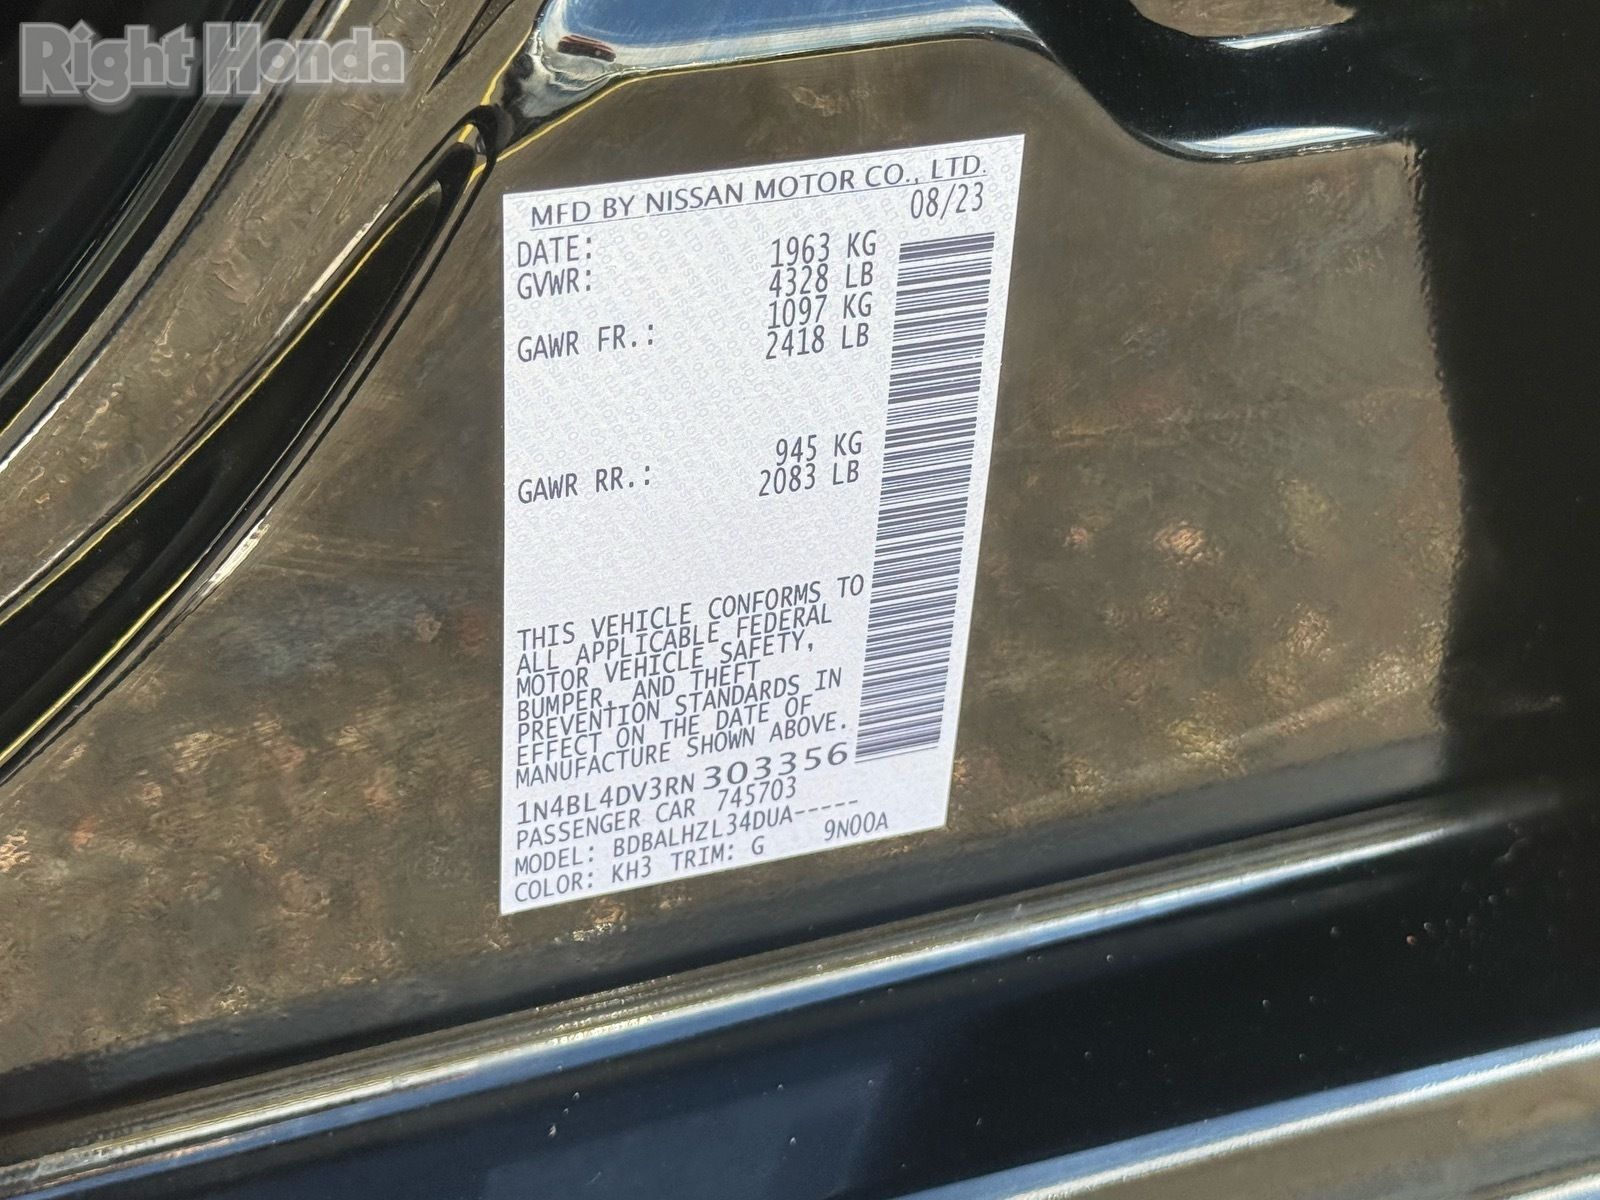 Right Honda
MFD BY NISSAN MOTOR CO., LTD.
DATE: 08/23
GVWR: 1963 KG
4328 LB
GAWR FR.: 1097 KG
2418 LB
GAWR RR.: 945 KG
2083 LB
THIS VEHICLE CONFORMS TO
ALL APPLICABLE FEDERAL
MOTOR VEHICLE SAFETY,
BUMPER, AND THEFT
PREVENTION STANDARDS IN
EFFECT ON THE DATE OF
MANUFACTURE SHOWN ABOVE.
1N4BL4DV3RN 303356
PASSENGER CAR 745703
MODEL: BDBALHZL34DUA-----
COLOR: KH3 TRIM: G 9N00A